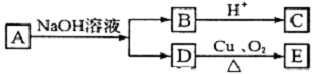 A NaOH溶液 B H⁺ C
D Cu、O₂ △ E